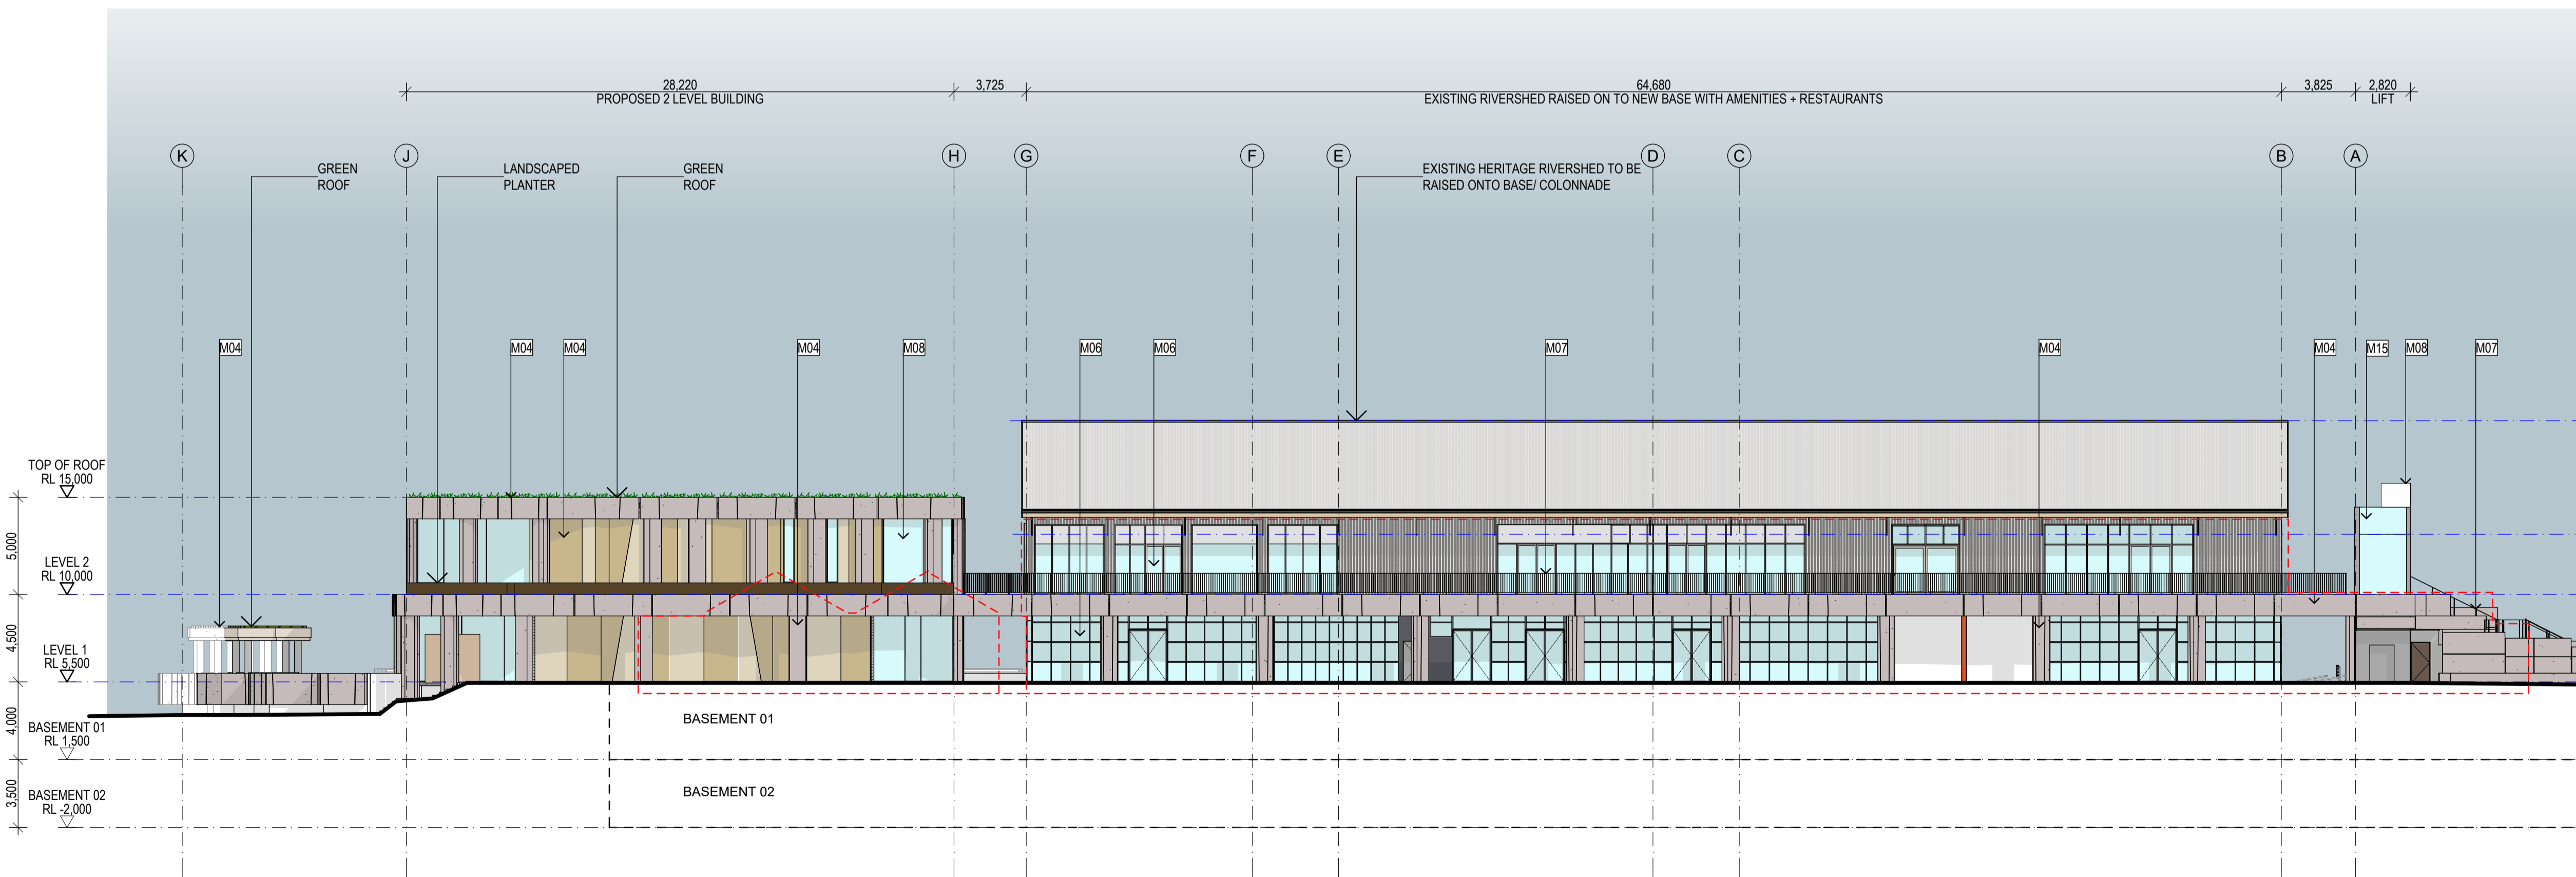 28,220
PROPOSED 2 LEVEL BUILDING
3,725
64,680
EXISTING RIVERSHED RAISED ON TO NEW BASE WITH AMENITIES + RESTAURANTS
3,825
2,820
LIFT
K
J
H
G
F
E
D
C
B
A
GREEN
ROOF
LANDSCAPED
PLANTER
GREEN
ROOF
EXISTING HERITAGE RIVERSHED TO BE
RAISED ONTO BASE/ COLONNADE
M04
M04
M04
M04
M08
M06
M06
M07
M04
M04
M15
M08
M07
TOP OF ROOF
RL 15,000
5,000
LEVEL 2
RL 10,000
4,500
LEVEL 1
RL 5,500
4,000
BASEMENT 01
RL 1,500
3,500
BASEMENT 02
RL -2,000
BASEMENT 01
BASEMENT 02